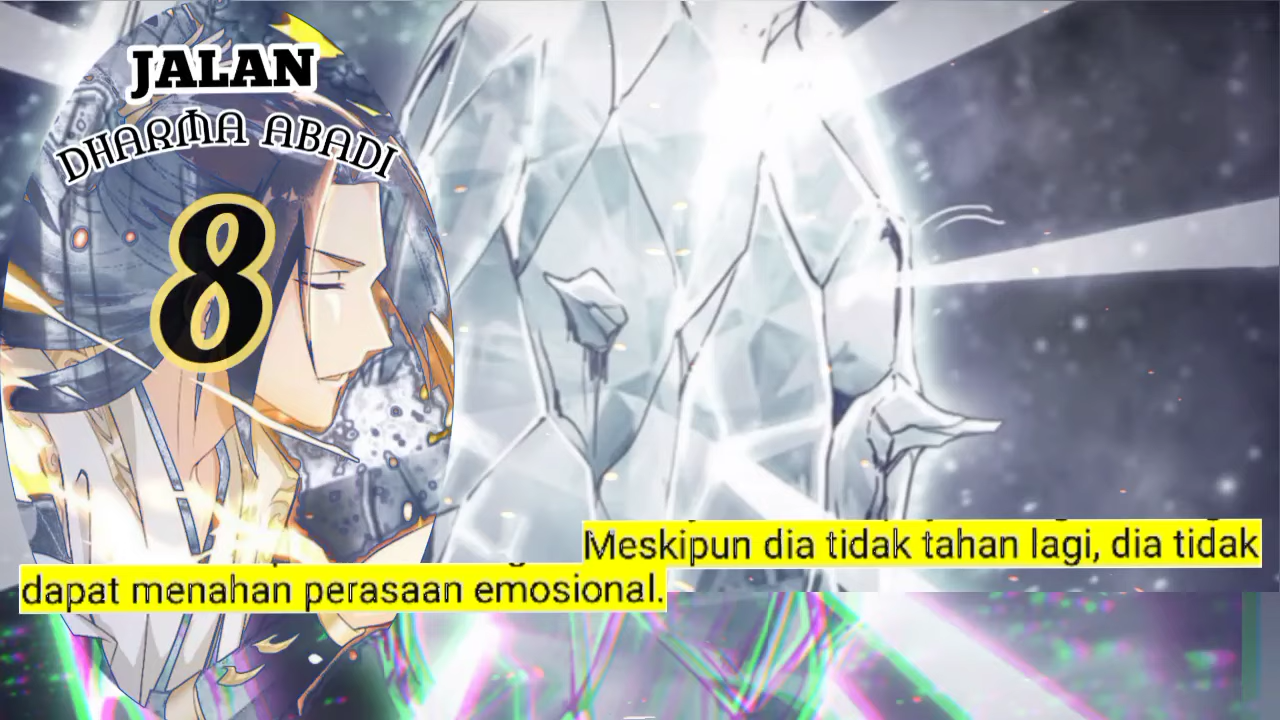 JALAN
DHARMA ABADI
8
Meskipun dia tidak tahan lagi, dia tidak
dapat menahan perasaan emosional.